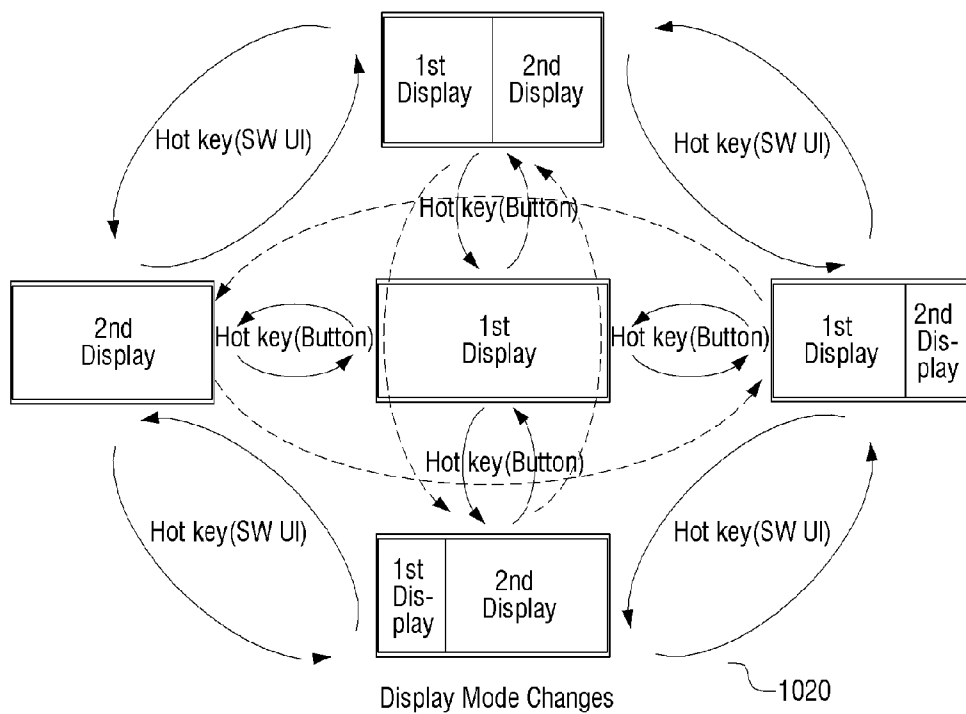 1st
Display
2nd
Display
Hot key(SW UI)
Hot key(SW UI)
Hot key(Button)
2nd
Display
Hot key(Button)
1st
Display
Hot key(Button)
1st
Display
2nd
Dis-
play
Hot key(Button)
Hot key(SW UI)
Hot key(SW UI)
1st
Dis-
play
2nd
Display
Display Mode Changes
1020